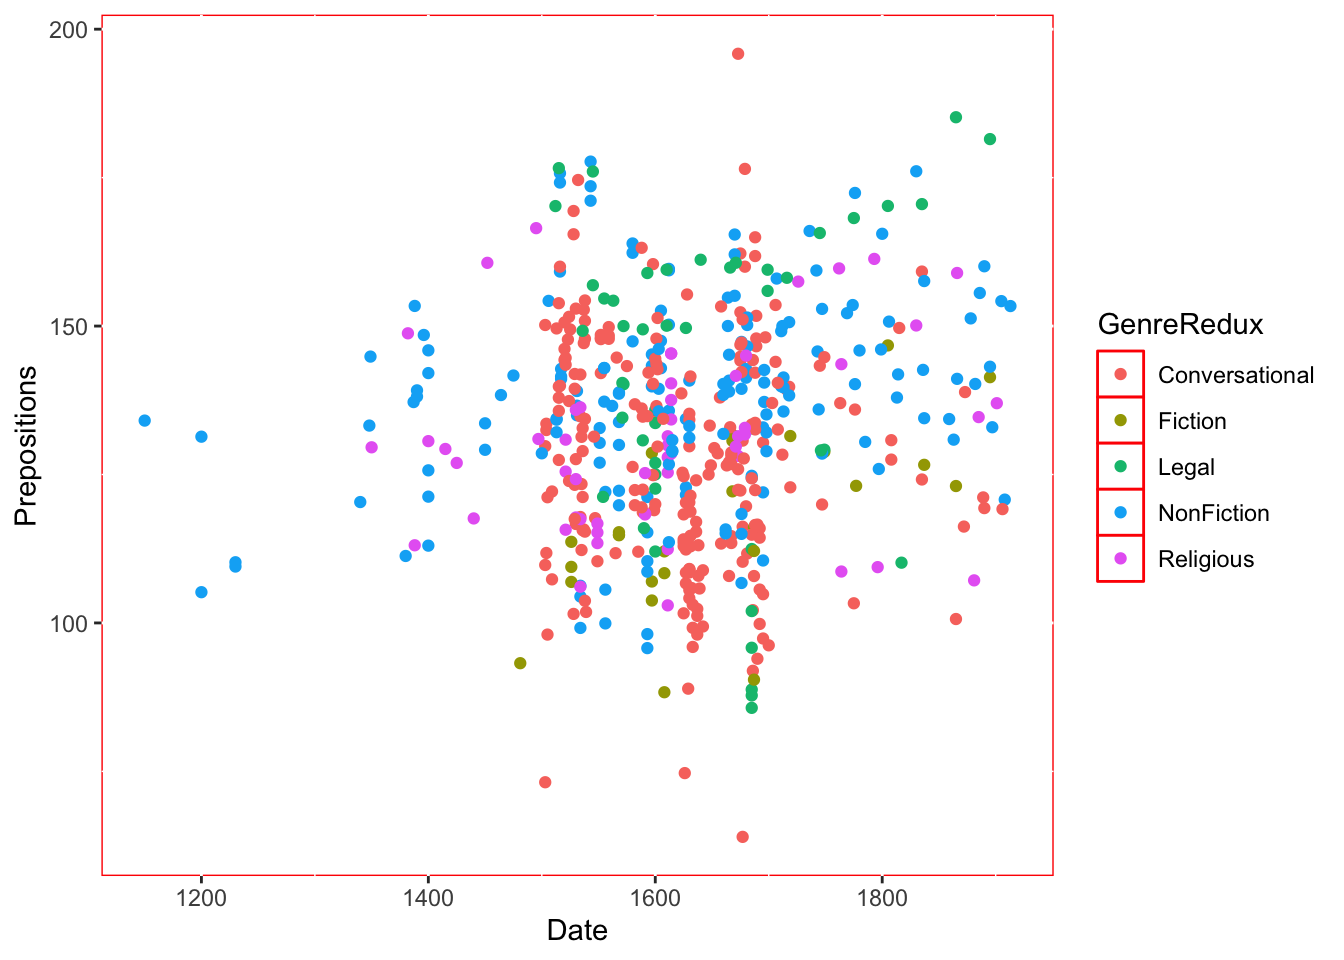 200
150
100
Prepositions
1200
1400
1600
1800
Date
GenreRedux
Conversational
Fiction
Legal
NonFiction
Religious